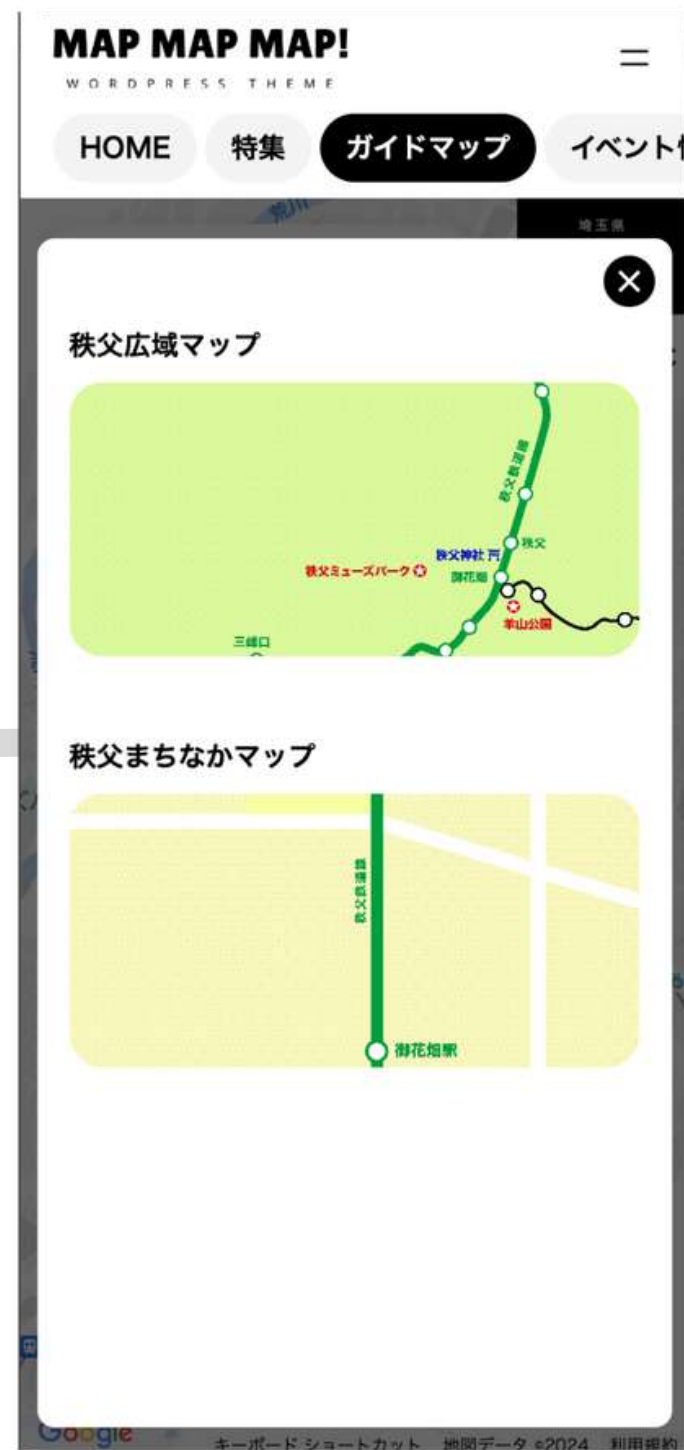 MAP MAP MAP!
WORDPRESS THEME
HOME 特集 ガイドマップ イベント
荒川
埼玉県
秩父広域マップ
秩父鉄道線
秩父
秩父神社
秩父ミューズパーク
御花畑
羊山公園
三峰口
秩父まちなかマップ
秩父鉄道線
御花畑駅
Google
キーボード ショートカット 地図データ ©2024 利用規約